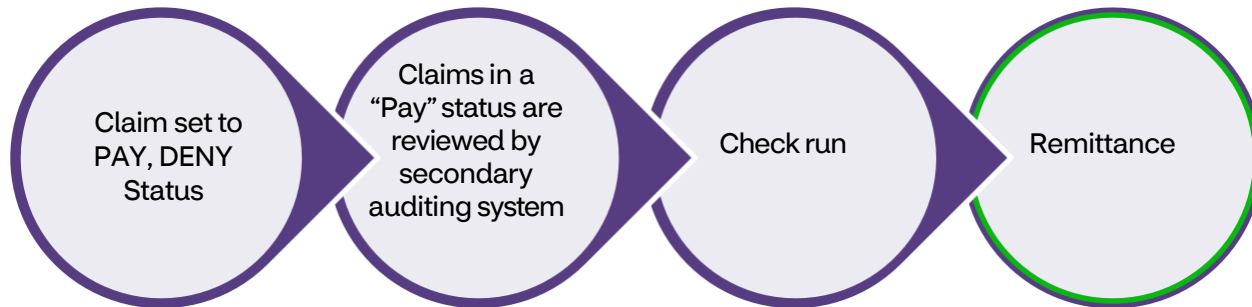 Claim set to
PAY, DENY
Status
Claims in a
“Pay” status are
reviewed by
secondary
auditing system
Check run
Remittance